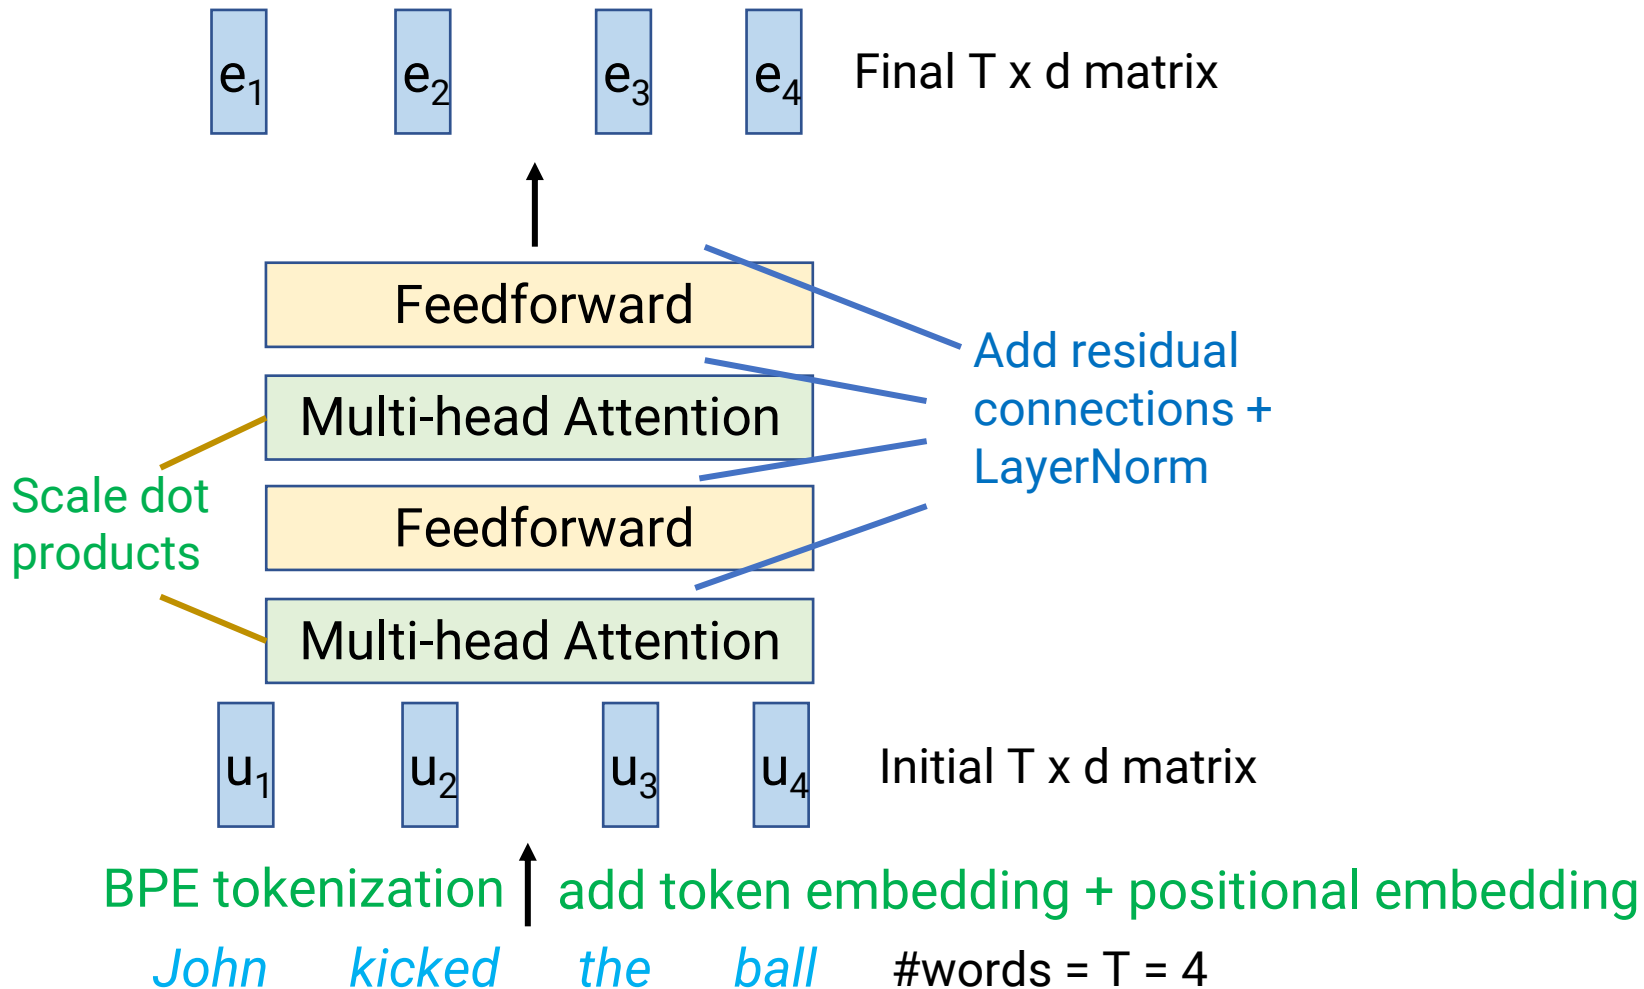 e1 e2 e3 e4 Final T x d matrix
Feedforward
Multi-head Attention
Feedforward
Multi-head Attention
Add residual
connections +
LayerNorm
Scale dot
products
u1 u2 u3 u4 Initial T x d matrix
BPE tokenization add token embedding + positional embedding
John kicked the ball #words = T = 4